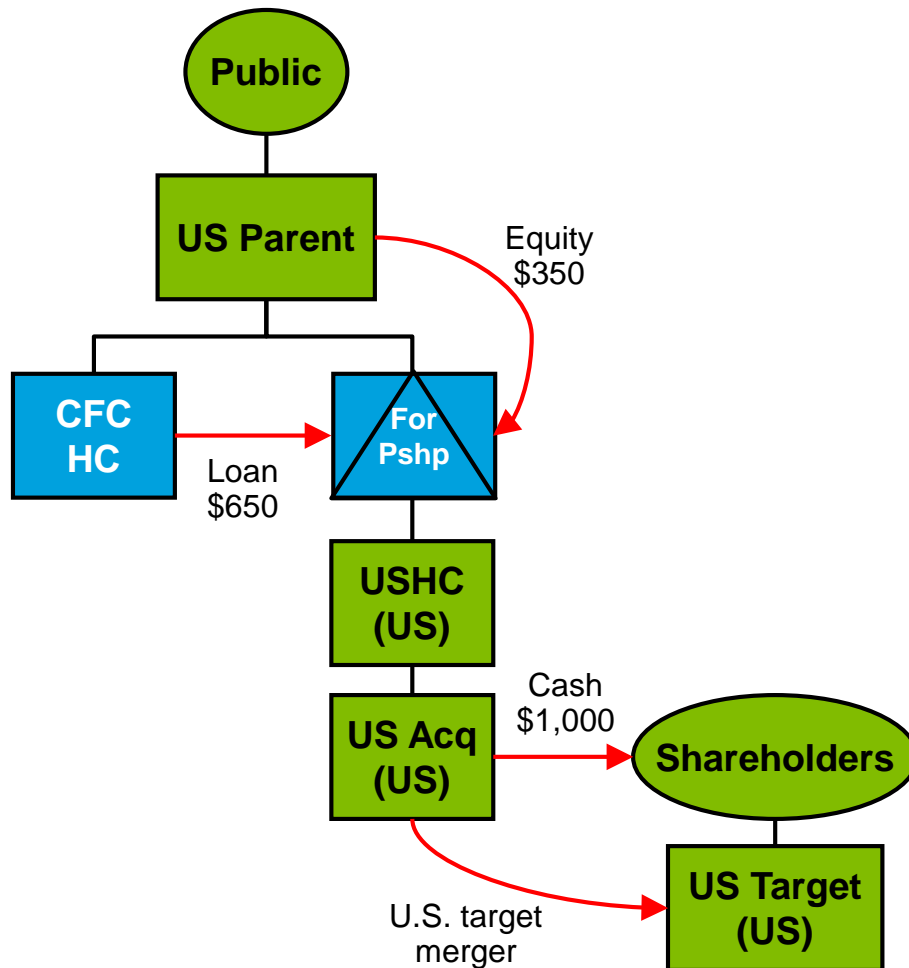 Public
US Parent
Equity
$350
CFC
HC
Loan
$650
For
Pshp
USHC
(US)
US Acq
(US)
Cash
$1,000
Shareholders
U.S. target
merger
US Target
(US)